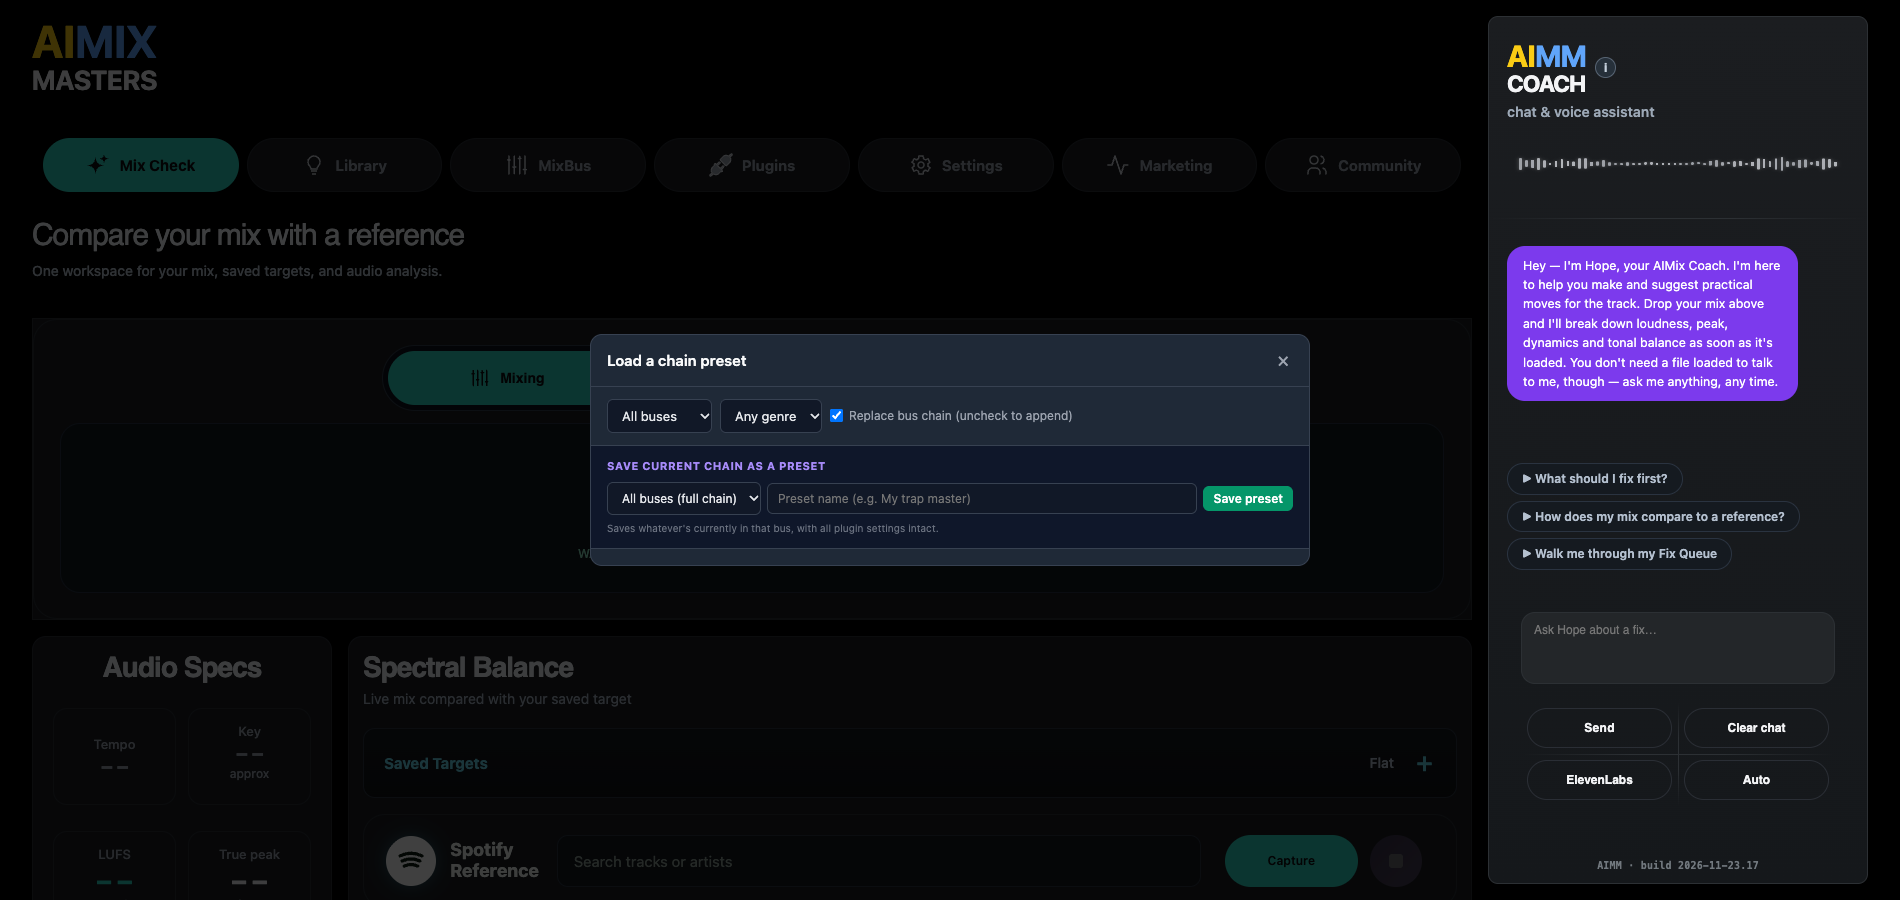 AIMIX
MASTERS
Mix Check
Library
MixBus
Plugins
Settings
Marketing
Community
Compare your mix with a reference
One workspace for your mix, saved targets, and audio analysis.
Mixing
Load a chain preset
×
All buses
Any genre
Replace bus chain (uncheck to append)
SAVE CURRENT CHAIN AS A PRESET
All buses (full chain)
Preset name (e.g. My trap master)
Save preset
Saves whatever's currently in that bus, with all plugin settings intact.
Audio Specs
Tempo
– –
Key
– –
approx
LUFS
– –
True peak
– –
Spectral Balance
Live mix compared with your saved target
Saved Targets
Flat
+
Spotify
Reference
Search tracks or artists
Capture
AIMM
COACH
i
chat & voice assistant
Hey — I'm Hope, your AIMix Coach. I'm here
to help you make and suggest practical
moves for the track. Drop your mix above
and I'll break down loudness, peak,
dynamics and tonal balance as soon as it's
loaded. You don't need a file loaded to talk
to me, though — ask me anything, any time.
▶ What should I fix first?
▶ How does my mix compare to a reference?
▶ Walk me through my Fix Queue
Ask Hope about a fix...
Send
Clear chat
ElevenLabs
Auto
AIMM · build 2026-11-23.17